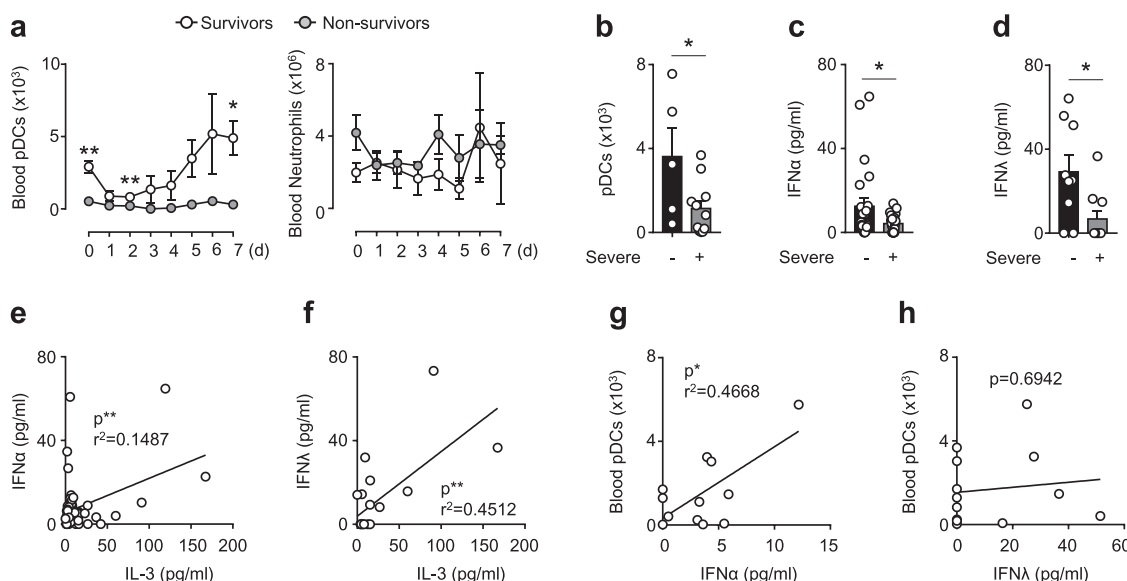 a
Survivors
Non-survivors
Blood pDCs (x10³)
10
5
0
**
**
*
0 1 2 3 4 5 6 7 (d)
Blood Neutrophils (x10⁶)
8
4
0
0 1 2 3 4 5 6 7 (d)
b
pDCs (x10³)
8
6
4
2
0
*
Severe - +
c
IFNα (pg/ml)
80
40
0
*
Severe - +
d
IFNλ (pg/ml)
80
40
0
*
Severe - +
e
IFNα (pg/ml)
80
40
0
p**
r²=0.1487
0 50 100 150 200
IL-3 (pg/ml)
f
IFNλ (pg/ml)
80
40
0
p**
r²=0.4512
0 50 100 150 200
IL-3 (pg/ml)
g
Blood pDCs (x10³)
8
4
0
p*
r²=0.4668
0 5 10 15
IFNα (pg/ml)
h
Blood pDCs (x10³)
8
4
0
p=0.6942
0 20 40 60
IFNλ (pg/ml)